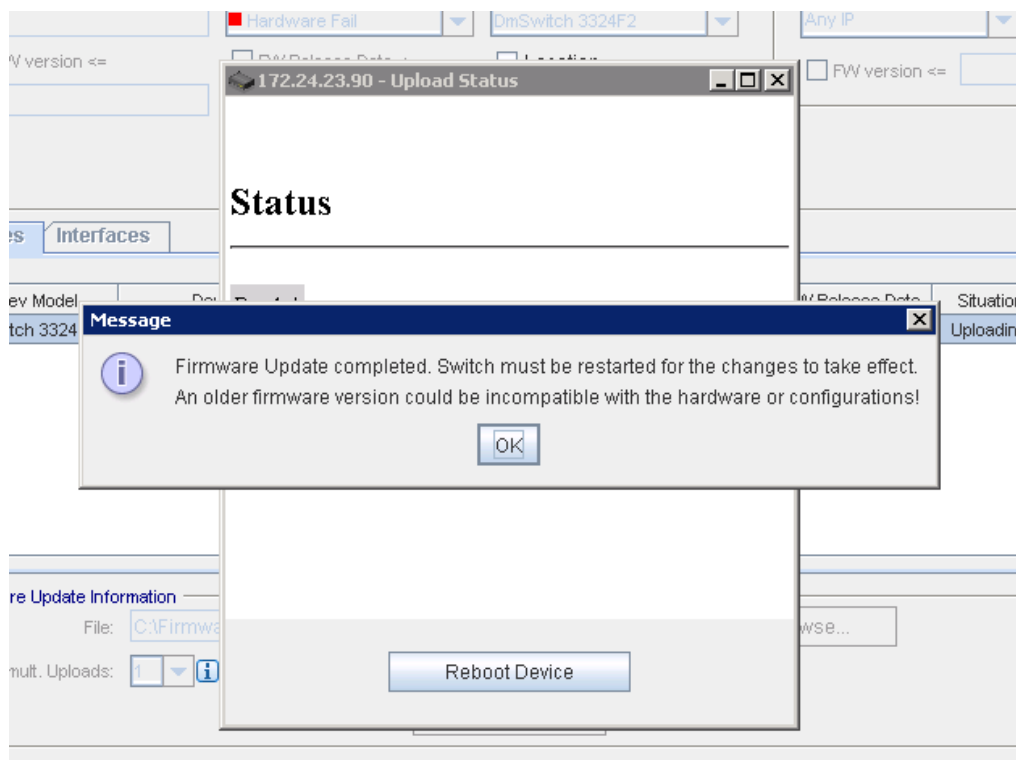 Hardware Fail
DmSwitch 3324F2
Any IP
version <=
Location
FW version <=
172.24.23.90 - Upload Status
Status
Interfaces
ev Model
Situation
tch 3324
Uploadin
Message
Firmware Update completed. Switch must be restarted for the changes to take effect.
An older firmware version could be incompatible with the hardware or configurations!
OK
re Update Information
File:
C:\Firmwa
wse...
mult. Uploads:
1
Reboot Device